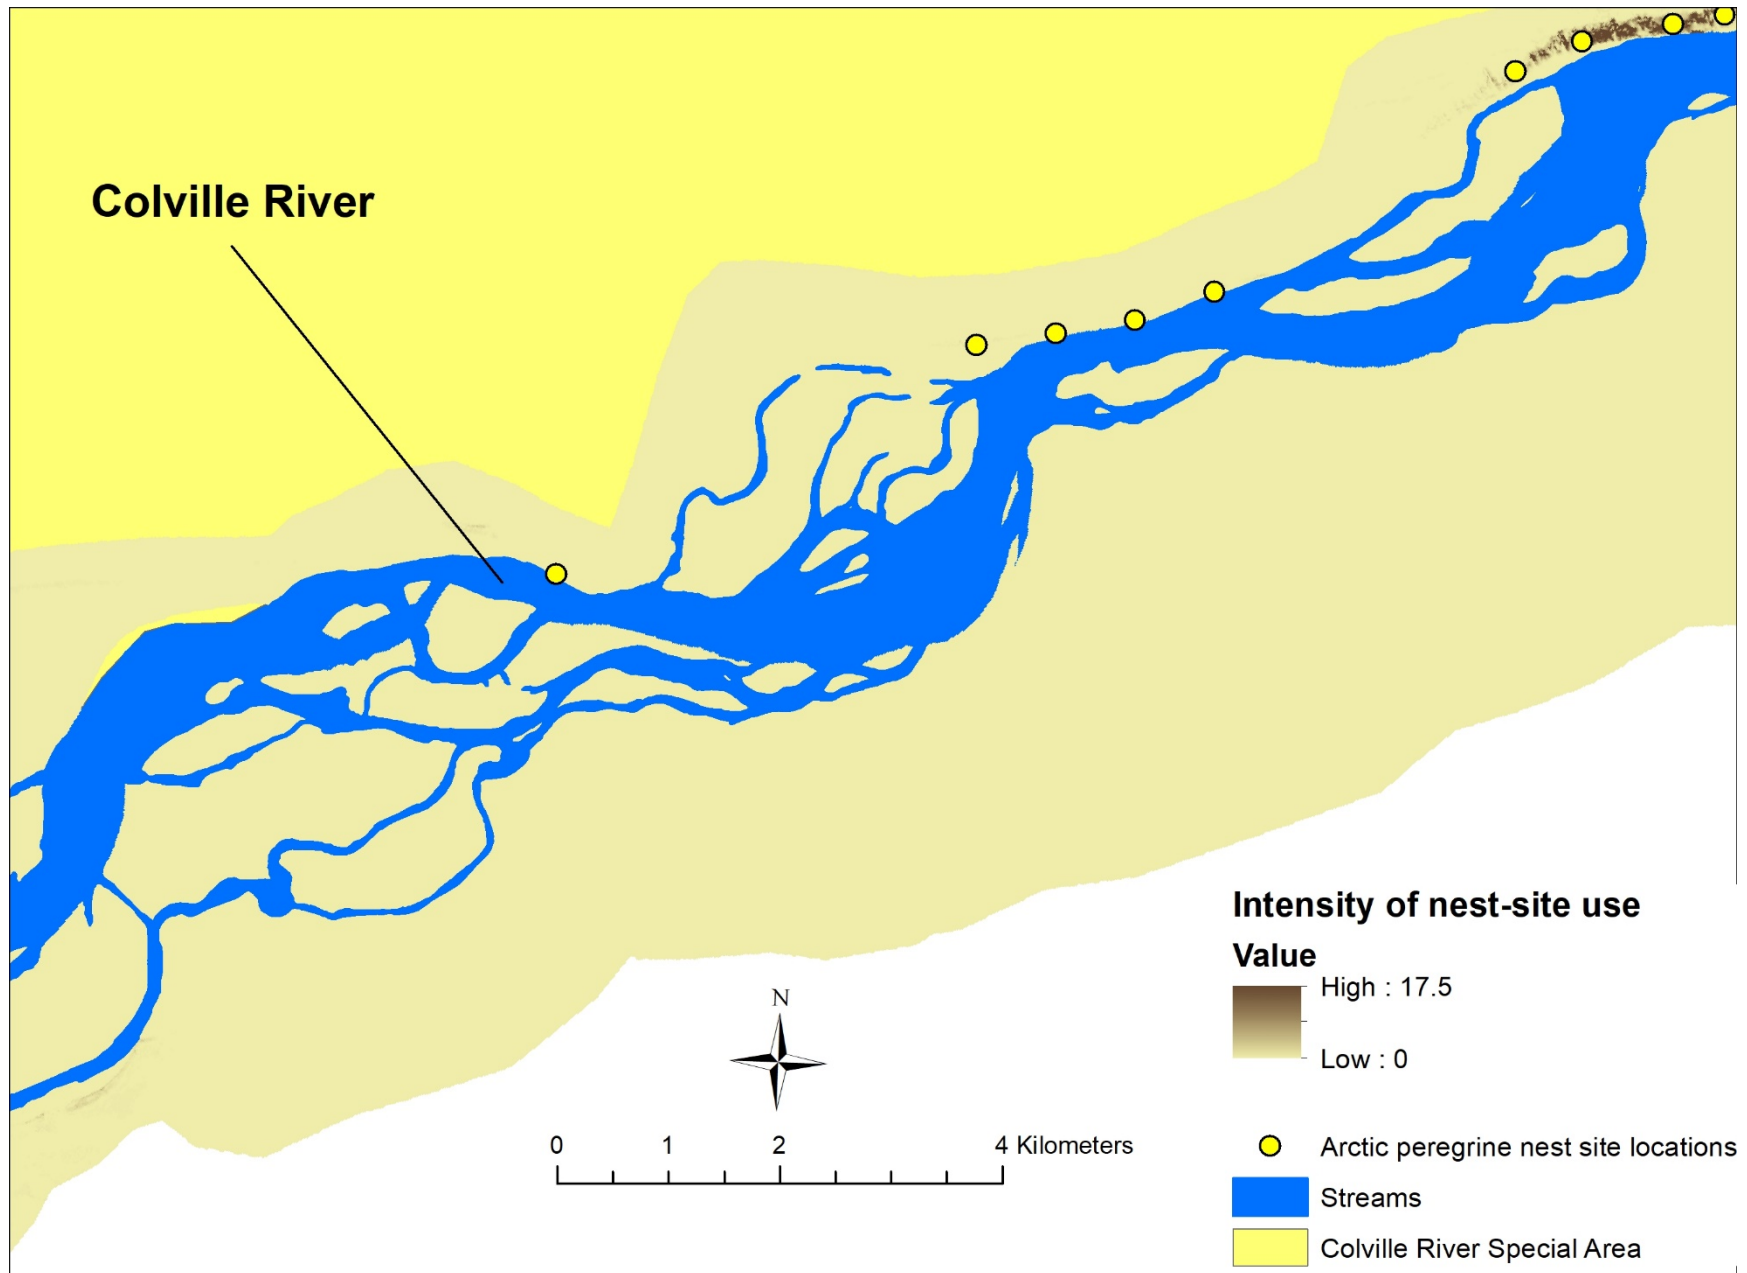 Colville River
Intensity of nest-site use
Value
High : 17.5
Low : 0
N
0 1 2 4 Kilometers
Arctic peregrine nest site locations
Streams
Colville River Special Area